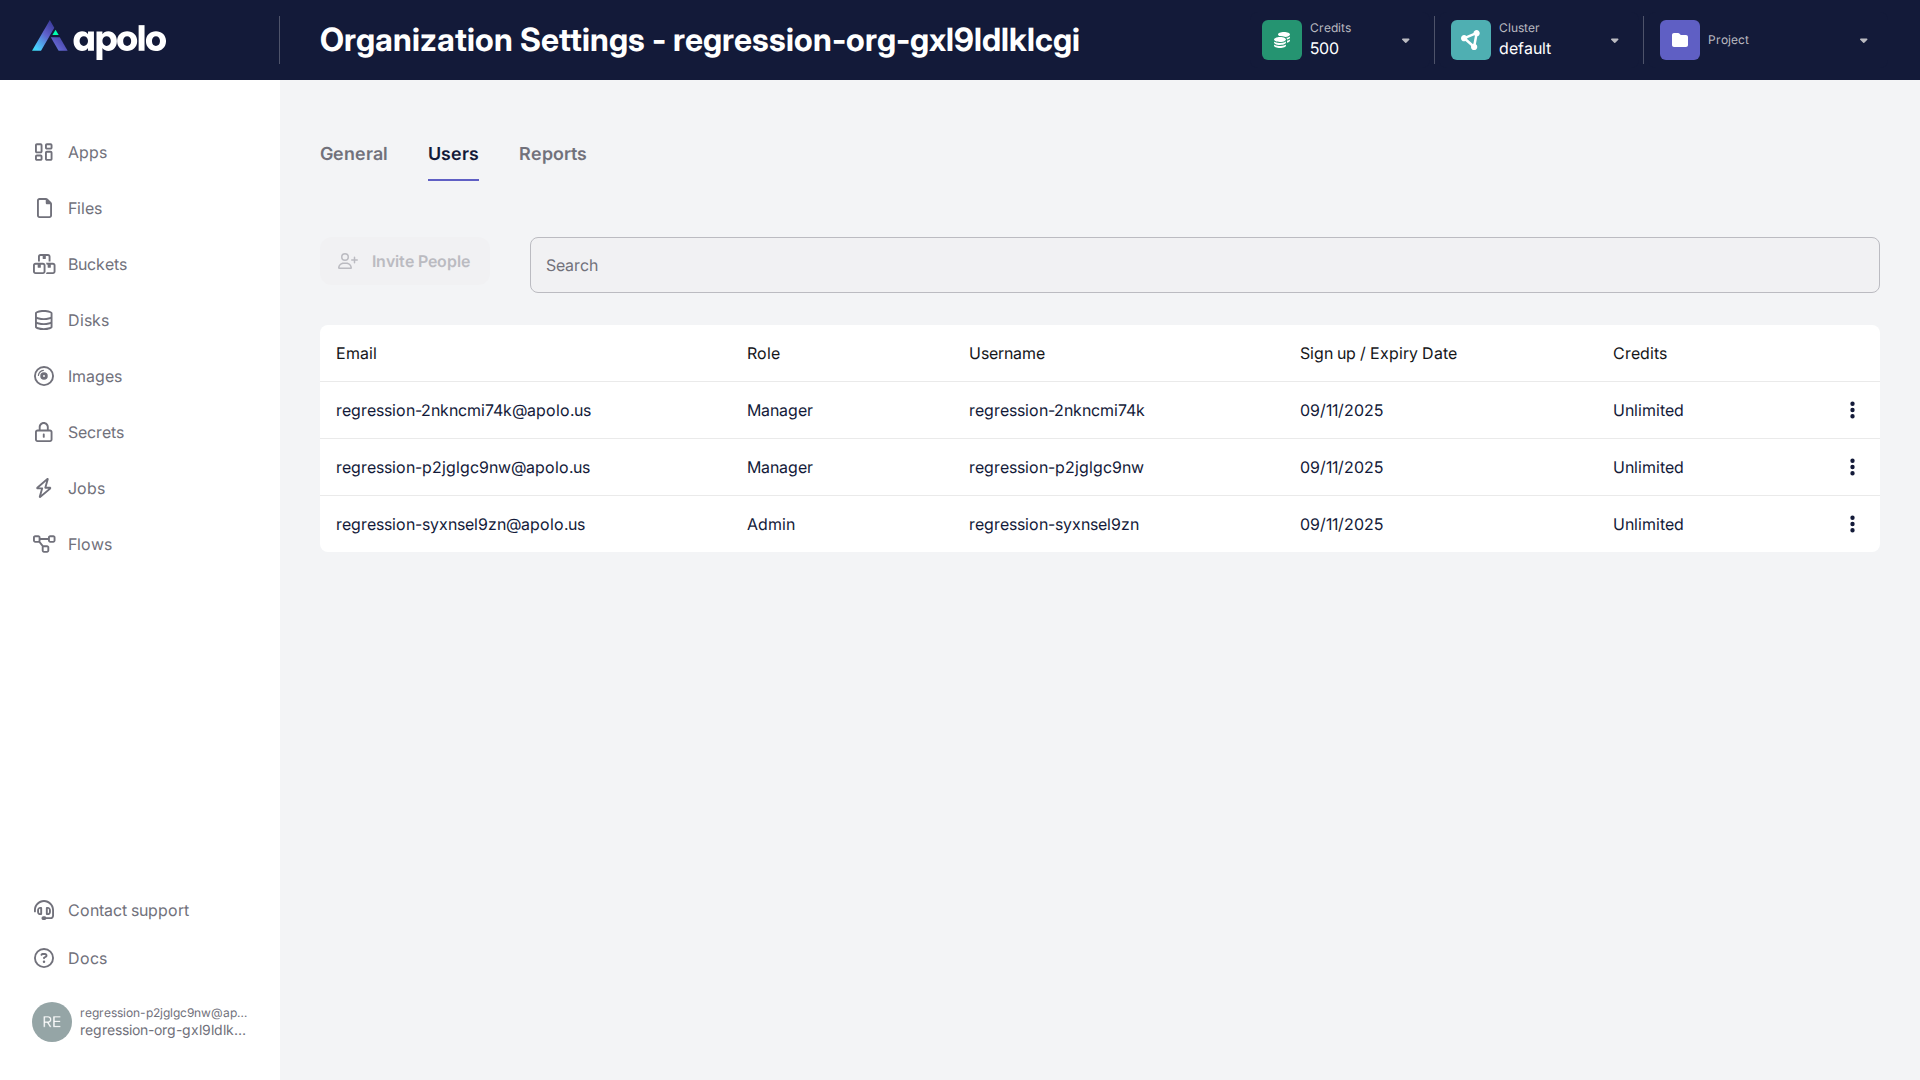 apolo
Organization Settings - regression-org-gxl9ldlklcgi
Credits
500
Cluster
default
Project
Apps
Files
Buckets
Disks
Images
Secrets
Jobs
Flows
General Users Reports
Invite People
Search
Email Role Username Sign up / Expiry Date Credits
regression-2nkncmi74k@apolo.us Manager regression-2nkncmi74k 09/11/2025 Unlimited
regression-p2jglgc9nw@apolo.us Manager regression-p2jglgc9nw 09/11/2025 Unlimited
regression-syxnsel9zn@apolo.us Admin regression-syxnsel9zn 09/11/2025 Unlimited
Contact support
Docs
RE
regression-p2jglgc9nw@ap...
regression-org-gxl9ldlk...